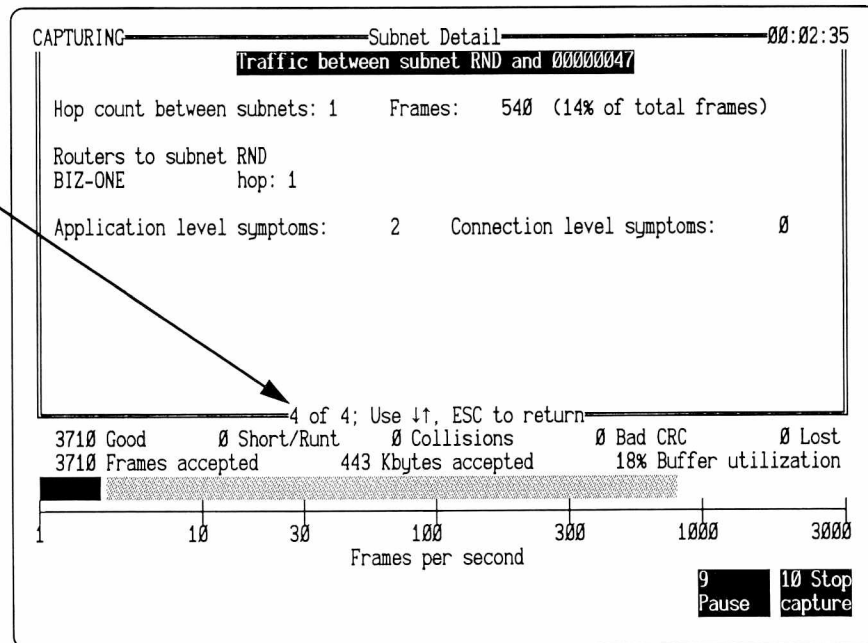 CAPTURING Subnet Detail 00:02:35
Traffic between subnet RND and 00000047
Hop count between subnets: 1 Frames: 540 (14% of total frames)
Routers to subnet RND
BIZ-ONE hop: 1
Application level symptoms: 2 Connection level symptoms: 0
4 of 4; Use ↓↑, ESC to return
3710 Good 0 Short/Runt 0 Collisions 0 Bad CRC 0 Lost
3710 Frames accepted 443 Kbytes accepted 18% Buffer utilization
1 10 30 100 300 1000 3000
Frames per second
9 10 Stop
Pause capture